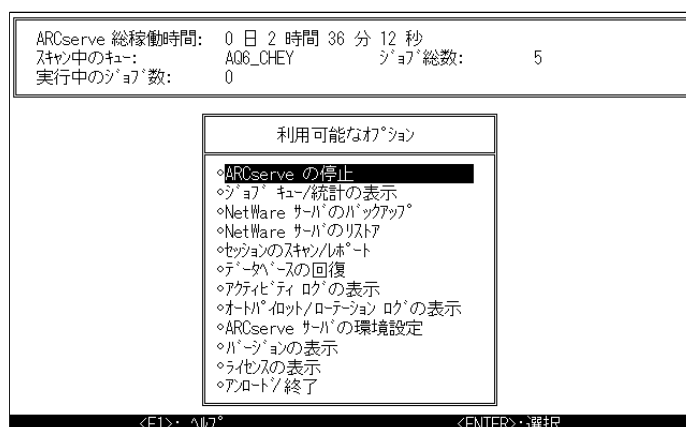 ARCserve 総稼働時間: 0 日 2 時間 36 分 12 秒
ｽｷｬﾝ中のｷｭｰ: AQ6_CHEY ｼﾞｮﾌﾞ総数: 5
実行中のｼﾞｮﾌﾞ数: 0
利用可能なｵﾌﾟｼｮﾝ
◦ARCserve の停止
◦ｼﾞｮﾌﾞ ｷｭｰ/統計の表示
◦NetWare ｻｰﾊﾞのﾊﾞｯｸｱｯﾌﾟ
◦NetWare ｻｰﾊﾞのﾘｽﾄｱ
◦ｾｯｼｮﾝのｽｷｬﾝ/ﾚﾎﾟｰﾄ
◦ﾃﾞｰﾀﾍﾞｰｽの回復
◦ｱｸﾃｨﾋﾞﾃｨ ﾛｸﾞの表示
◦ｵｰﾄﾊﾟｲﾛｯﾄ/ﾛｰﾃｰｼｮﾝ ﾛｸﾞの表示
◦ARCserve ｻｰﾊﾞの環境設定
◦ﾊﾞｰｼﾞｮﾝの表示
◦ﾗｲｾﾝｽの表示
◦ｱﾝﾛｰﾄﾞ/終了
<F1>: ﾍﾙﾌﾟ <ENTER>:選択